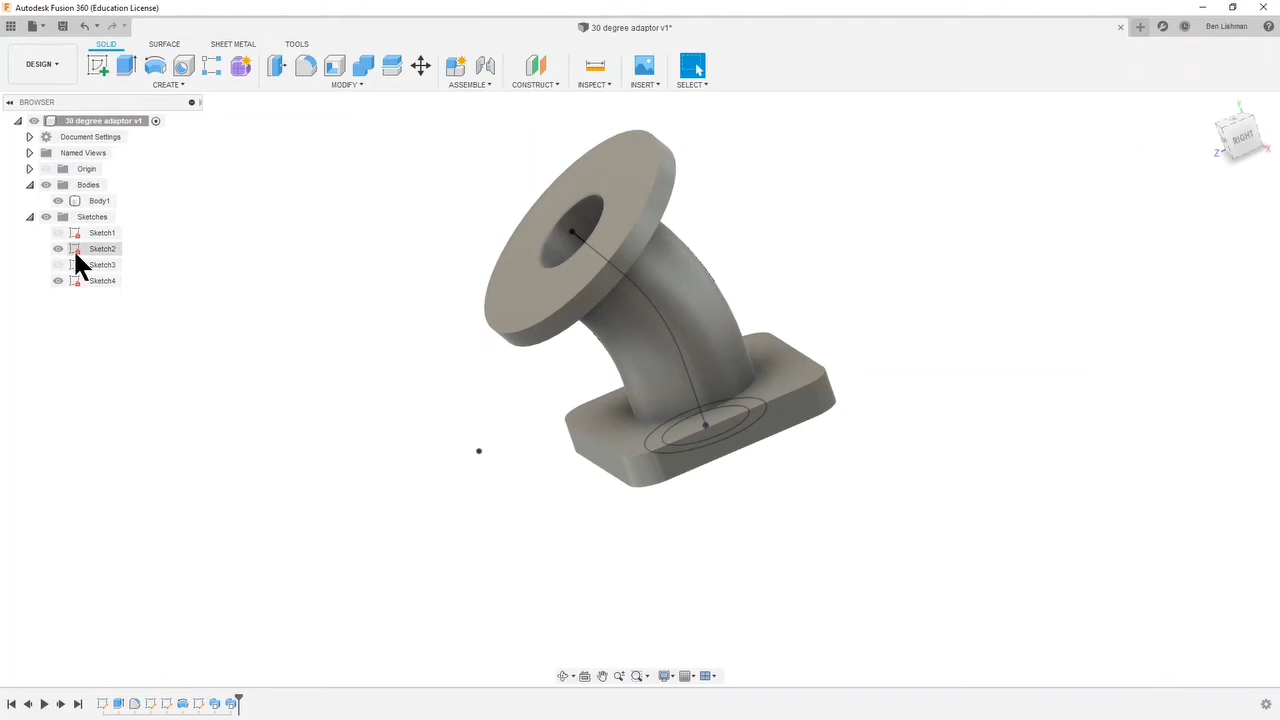 Autodesk Fusion 360 (Education License)
30 degree adaptor v1*
Ben Lishman
DESIGN
SOLID
SURFACE
SHEET METAL
TOOLS
CREATE
MODIFY
ASSEMBLE
CONSTRUCT
INSPECT
INSERT
SELECT
BROWSER
30 degree adaptor v1
Document Settings
Named Views
Origin
Bodies
Body1
Sketches
Sketch1
Sketch2
Sketch3
Sketch4
Y
RIGHT
Z
X